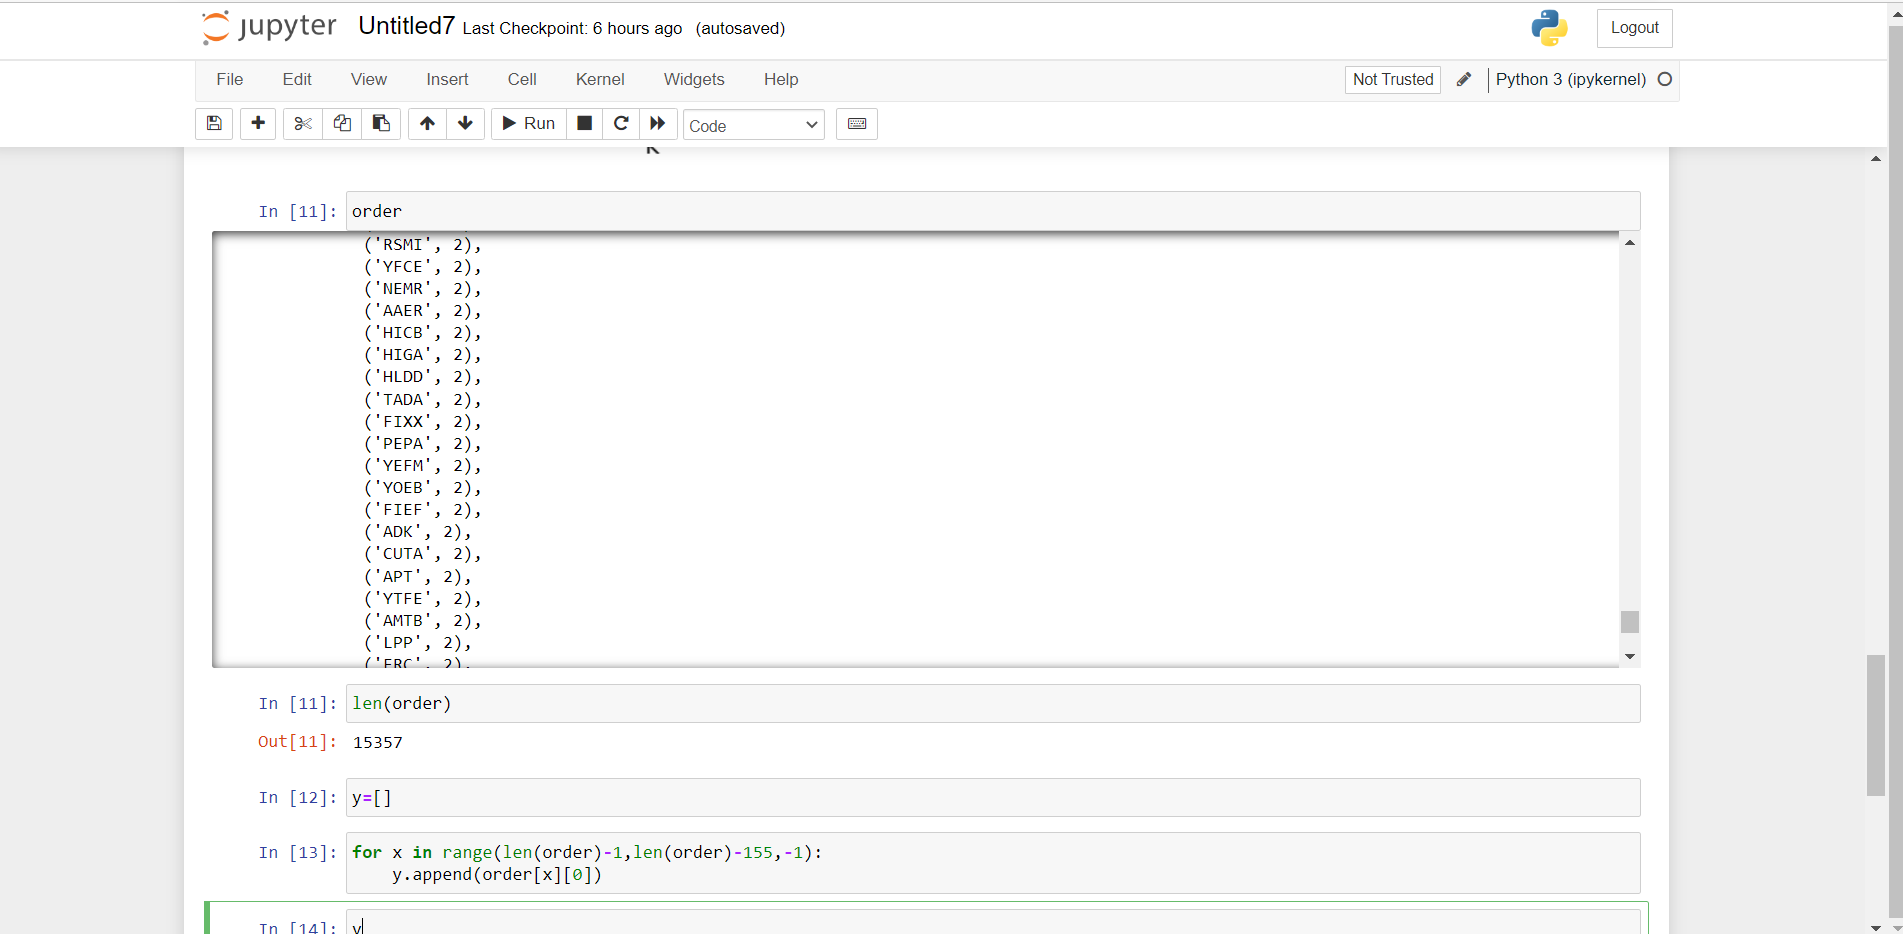 jupyter Untitled7 Last Checkpoint: 6 hours ago (autosaved)
Logout
File Edit View Insert Cell Kernel Widgets Help
Not Trusted Python 3 (ipykernel)
Run Code
In [11]: order
('RSMI', 2),
('YFCE', 2),
('NEMR', 2),
('AAER', 2),
('HICB', 2),
('HIGA', 2),
('HLDD', 2),
('TADA', 2),
('FIXX', 2),
('PEPA', 2),
('YEFM', 2),
('YOEB', 2),
('FIEF', 2),
('ADK', 2),
('CUTA', 2),
('APT', 2),
('YTFE', 2),
('AMTB', 2),
('LPP', 2),
In [11]: len(order)
Out[11]: 15357
In [12]: y=[]
In [13]: for x in range(len(order)-1,len(order)-155,-1):
y.append(order[x][0])
In [14]: y